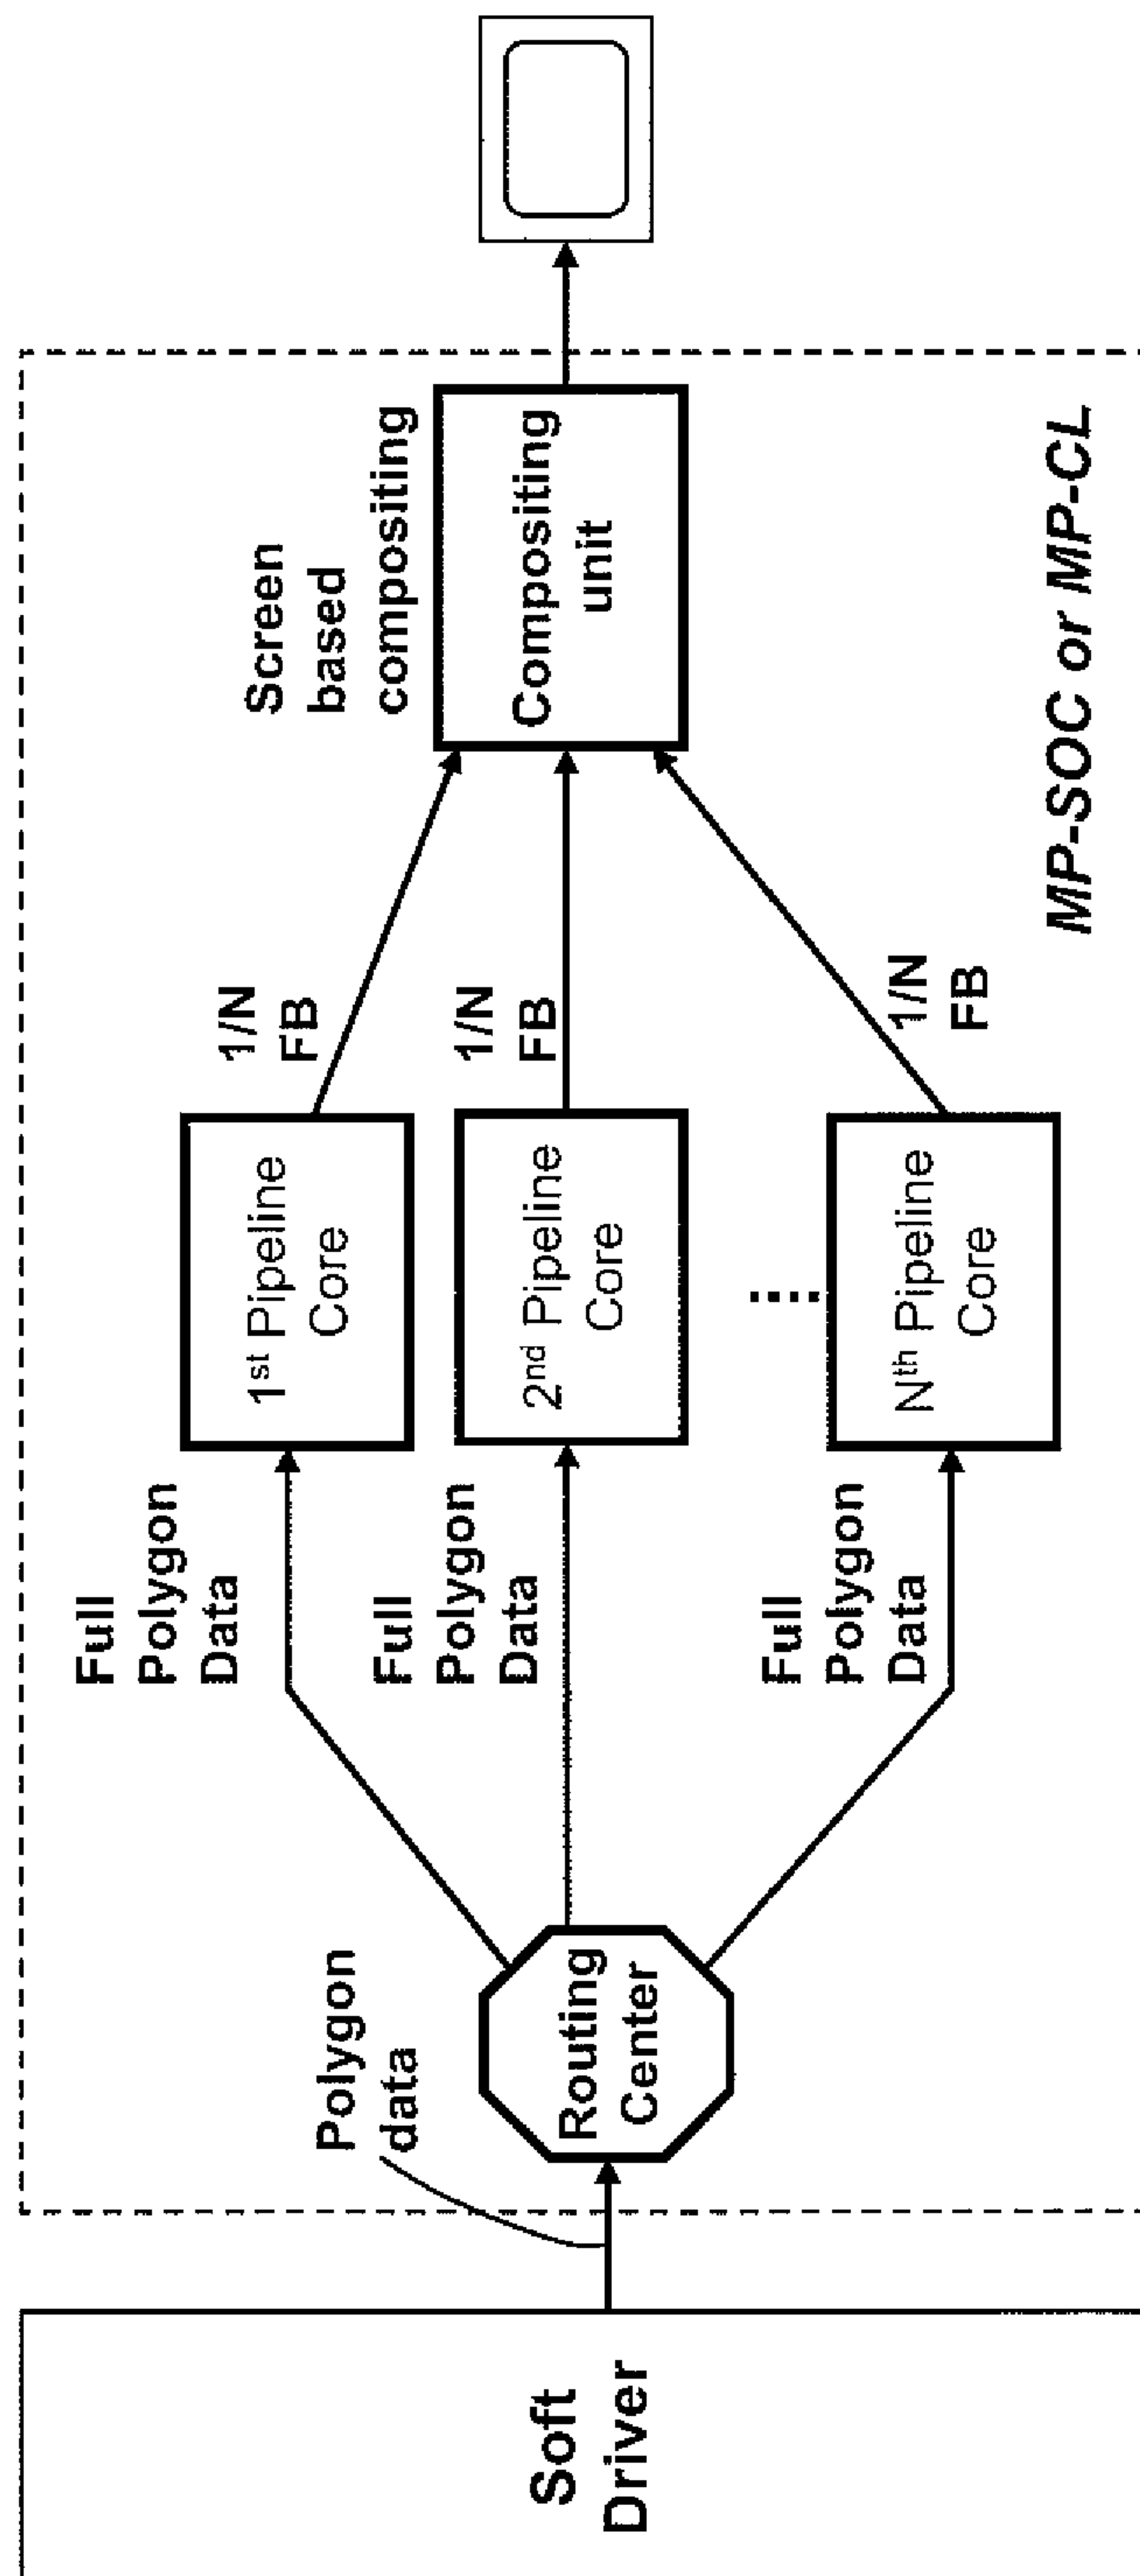 Soft
Driver
Polygon
data
Routing
Center
Full
Polygon
Data
Full
Polygon
Data
Full
Polygon
Data
1st Pipeline
Core
2nd Pipeline
Core
Nth Pipeline
Core
1/N
FB
1/N
FB
1/N
FB
Screen
based
compositing
Compositing
unit
MP-SOC or MP-CL